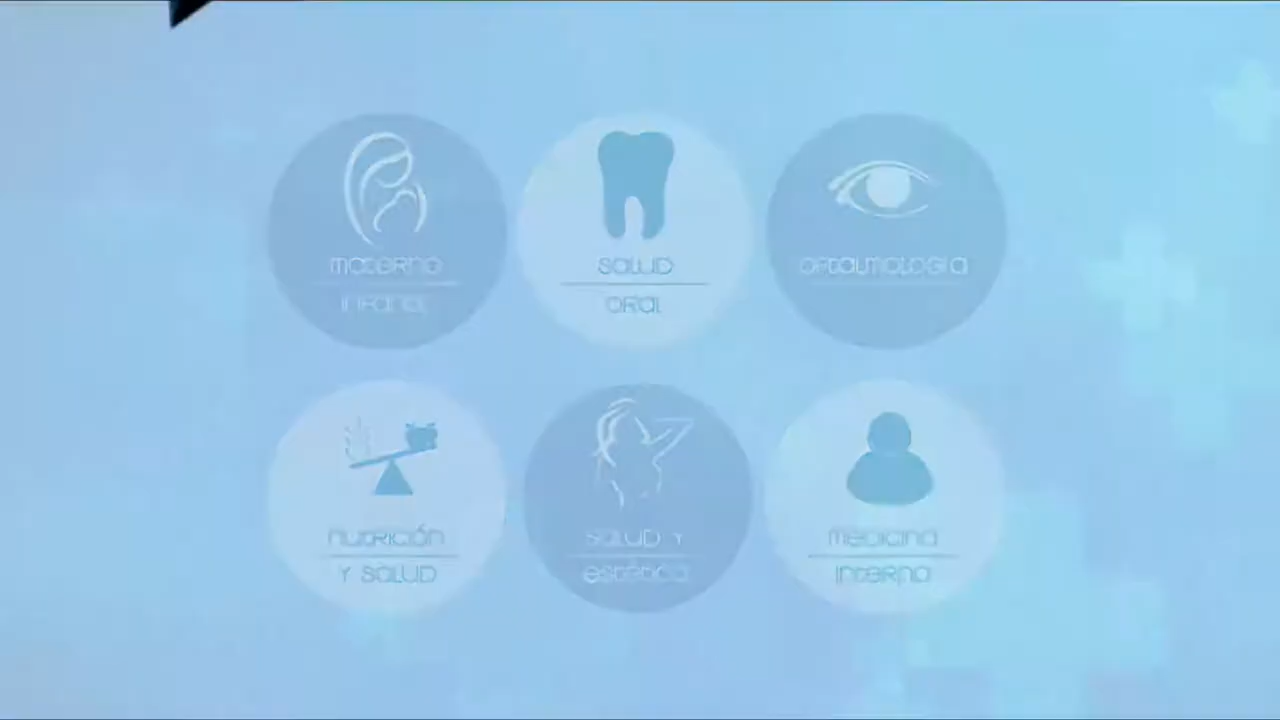 materno
infantil
salud
oral
oftalmología
nutrición
y salud
salud y
estética
medicina
interna